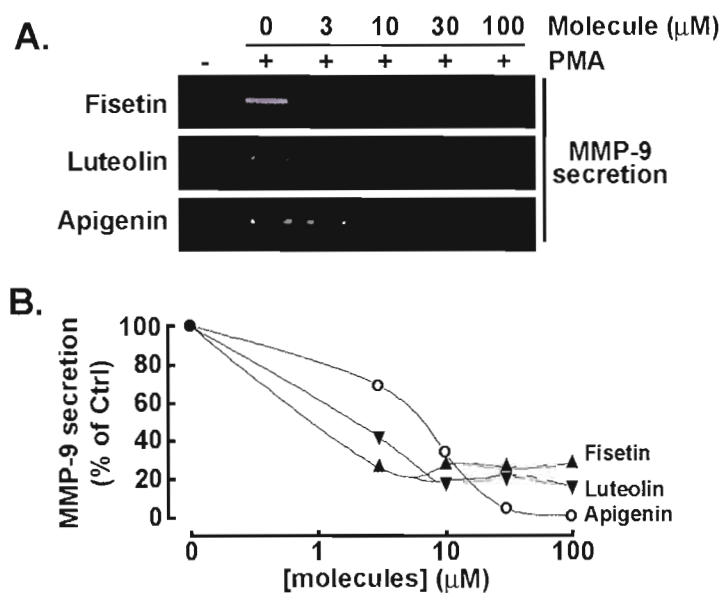 A.
0 3 10 30 100 Molecule (μM)
- + + + + + PMA
Fisetin
Luteolin
Apigenin
MMP-9
secretion
B.
MMP-9 secretion
(% of Ctrl)
100
80
60
40
20
0
Fisetin
Luteolin
Apigenin
0 1 10 100
[molecules] (μM)